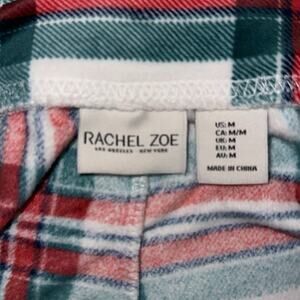 RACHEL ZOE
LOS ANGELES · NEW YORK
US: M
CA: M/M
UK: M
EU: M
AU: M
MADE IN CHINA